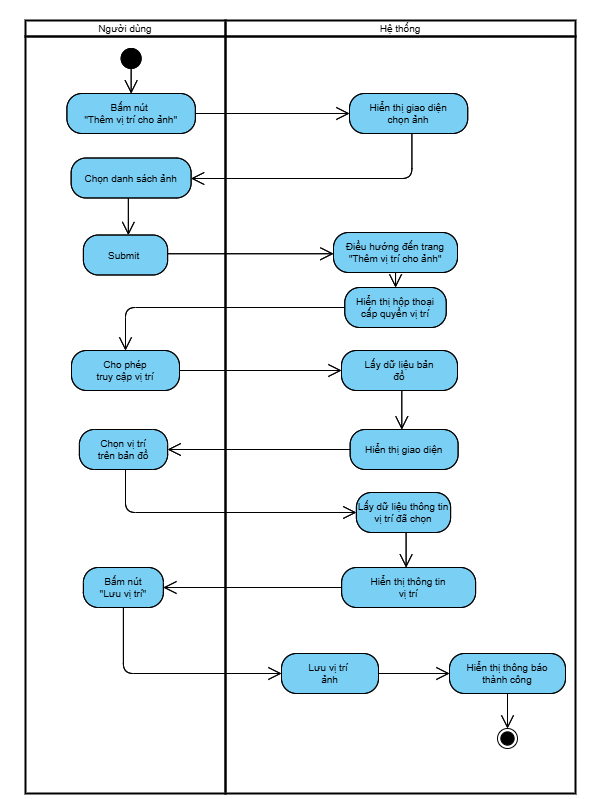 Người dùng
Hệ thống
Bấm nút
"Thêm vị trí cho ảnh"
Hiển thị giao diện
chọn ảnh
Chọn danh sách ảnh
Submit
Điều hướng đến trang
"Thêm vị trí cho ảnh"
Hiển thị hộp thoại
cấp quyền vị trí
Cho phép
truy cập vị trí
Lấy dữ liệu bản
đồ
Chọn vị trí
trên bản đồ
Hiển thị giao diện
Lấy dữ liệu thông tin
vị trí đã chọn
Bấm nút
"Lưu vị trí"
Hiển thị thông tin
vị trí
Lưu vị trí
ảnh
Hiển thị thông báo
thành công